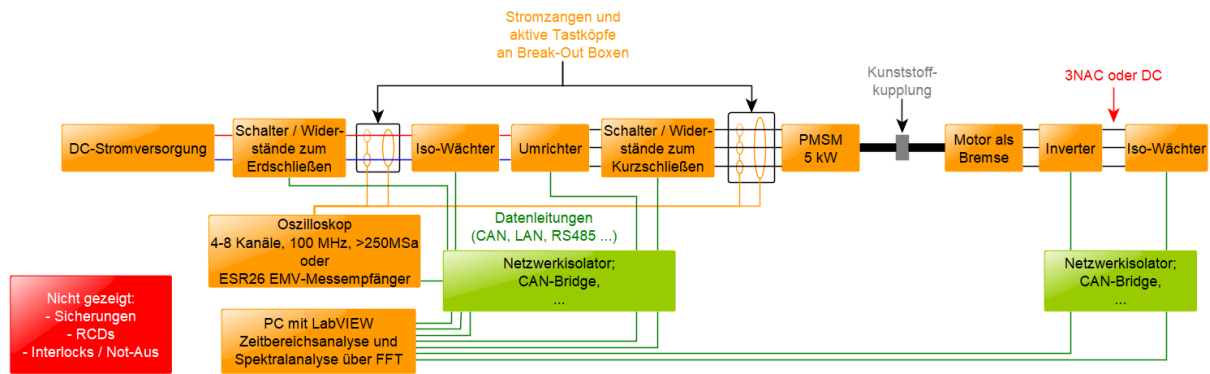 Stromzangen und
aktive Tastköpfe
an Break-Out Boxen
Kunststoff-
kupplung
3NAC oder DC
DC-Stromversorgung
Schalter / Wider-
stände zum
Erdschließen
Iso-Wächter
Umrichter
Schalter / Wider-
stände zum
Kurzschließen
PMSM
5 kW
Motor als
Bremse
Inverter
Iso-Wächter
Oszilloskop
4-8 Kanäle, 100 MHz, >250MSa
oder
ESR26 EMV-Messempfänger
Datenleitungen
(CAN, LAN, RS485 ...)
Netzwerkisolator;
CAN-Bridge,
...
Netzwerkisolator;
CAN-Bridge,
...
Nicht gezeigt:
- Sicherungen
- RCDs
- Interlocks / Not-Aus
PC mit LabVIEW
Zeitbereichsanalyse und
Spektralanalyse über FFT